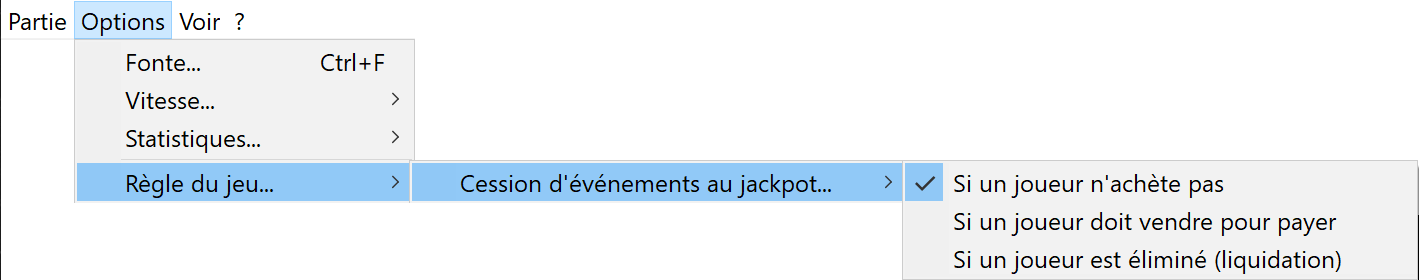 Partie Options Voir ?
Fonte... Ctrl+F
Vitesse...
Statistiques...
Règle du jeu... Cession d'événements au jackpot... Si un joueur n'achète pas
Si un joueur doit vendre pour payer
Si un joueur est éliminé (liquidation)